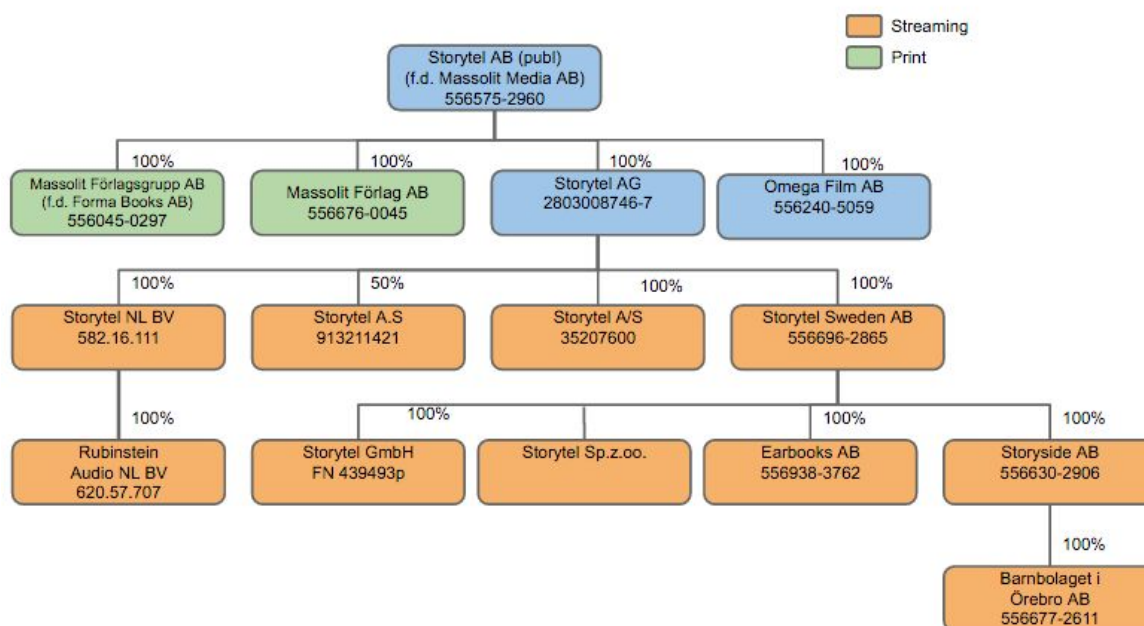 Streaming
Print
Storytel AB (publ)
(f.d. Massolit Media AB)
556575-2960
100%
100%
100%
100%
Massolit Förlagsgrupp AB
(f.d. Forma Books AB)
556045-0297
Massolit Förlag AB
556676-0045
Storytel AG
2803008746-7
Omega Film AB
556240-5059
100%
50%
100%
100%
Storytel NL BV
582.16.111
Storytel A.S
913211421
Storytel A/S
35207600
Storytel Sweden AB
556696-2865
100%
100%
100%
100%
Rubinstein
Audio NL BV
620.57.707
Storytel GmbH
FN 439493p
Storytel Sp.z.oo.
Earbooks AB
556938-3762
Storyside AB
556630-2906
100%
Barnbolaget i
Örebro AB
556677-2611